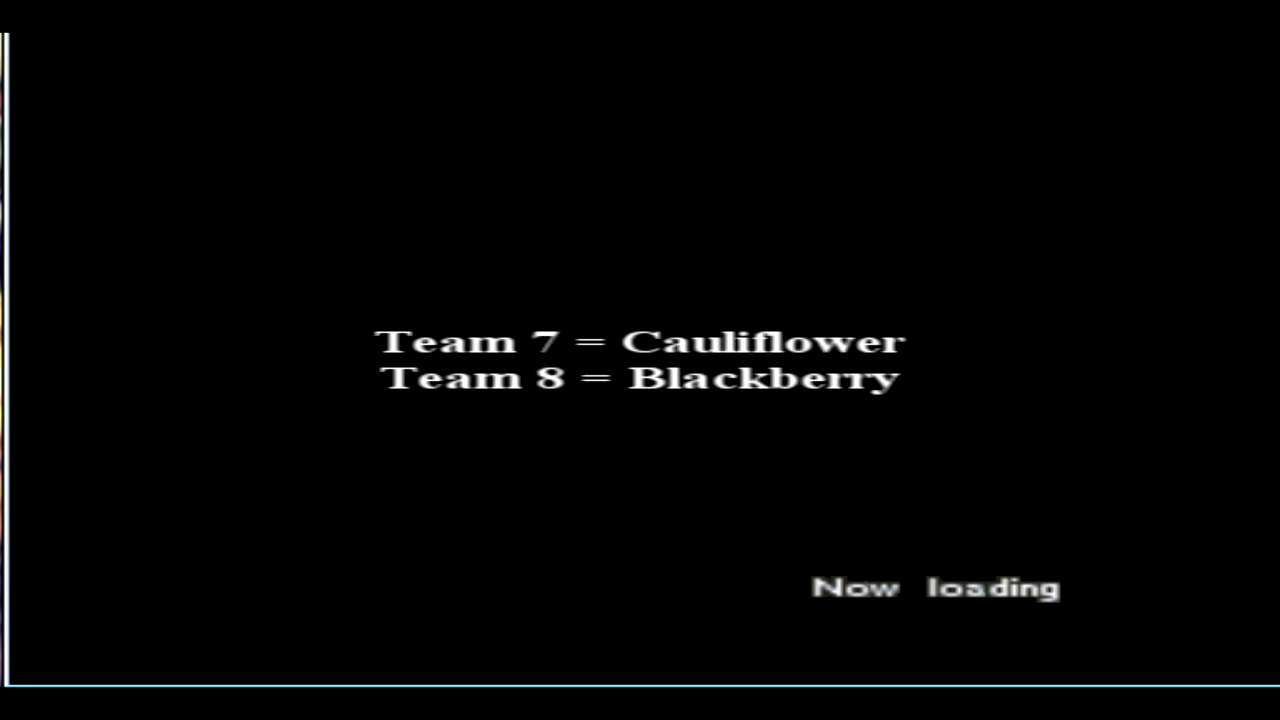 Team 7 = Cauliflower
Team 8 = Blackberry
Now loading